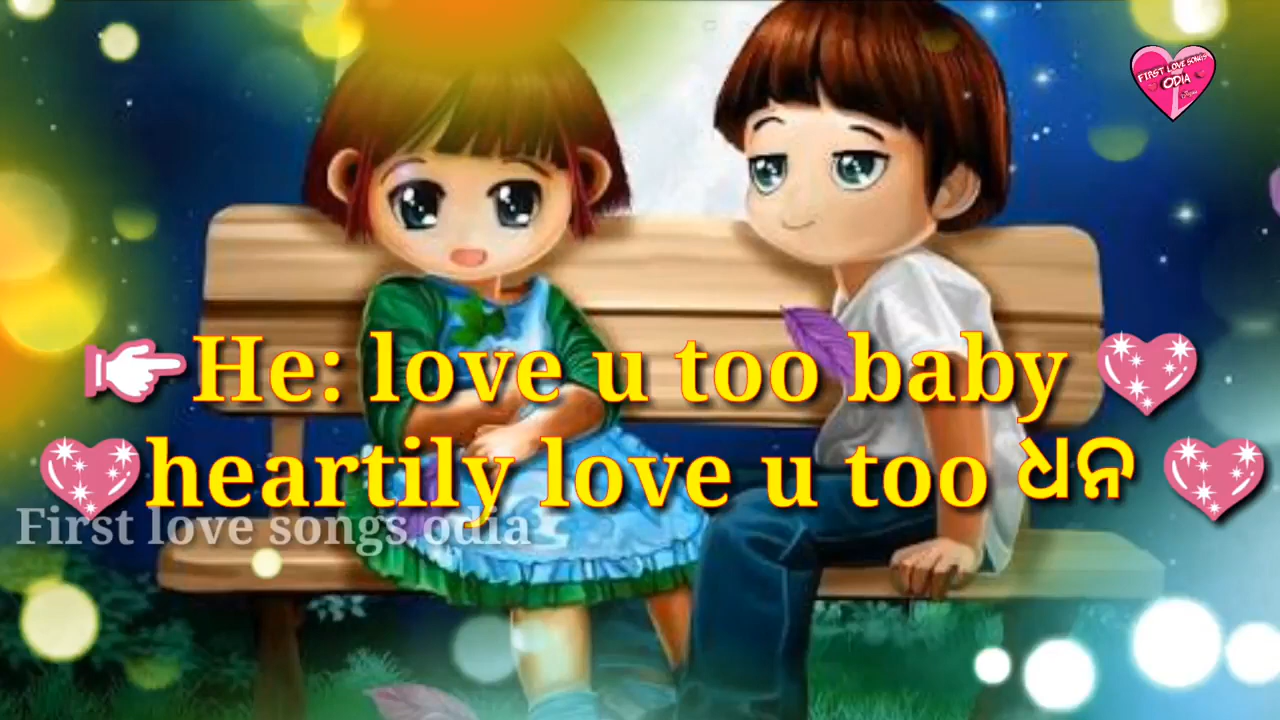 FIRST LOVE SONGS
ODIA
👉He: love u too baby 💖
💖heartily love u too ଧନ 💖
First love songs odia